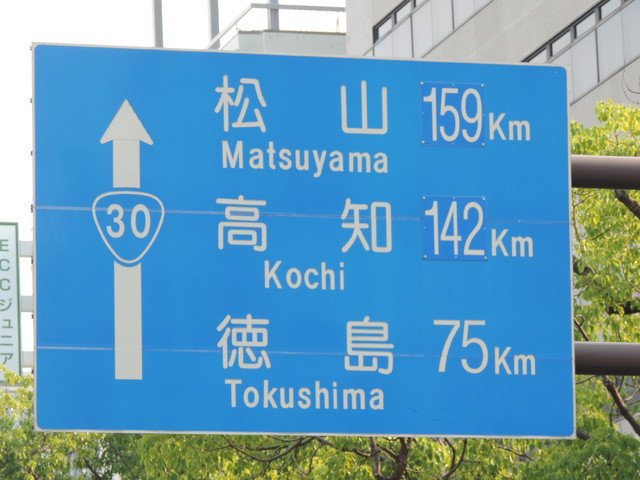 松山 159Km
Matsuyama
30
高知 142Km
Kochi
徳島 75Km
Tokushima
ECCジュニア